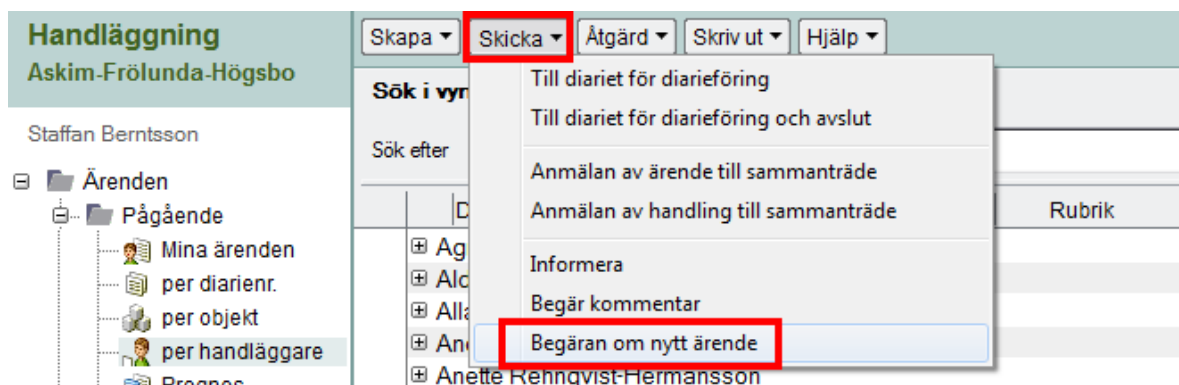 Handläggning
Askim-Frölunda-Högsbo
Staffan Berntsson
Ärenden
Pågående
Mina ärenden
per diarienr.
per objekt
per handläggare
Prognos
Skapa Skicka Åtgärd Skriv ut Hjälp
Sök i vyn
Sök efter
Till diariet för diarieföring
Till diariet för diarieföring och avslut
Anmälan av ärende till sammanträde
Anmälan av handling till sammanträde
Informera
Begär kommentar
Begäran om nytt ärende
Rubrik
Anette Rehnqvist-Hermansson